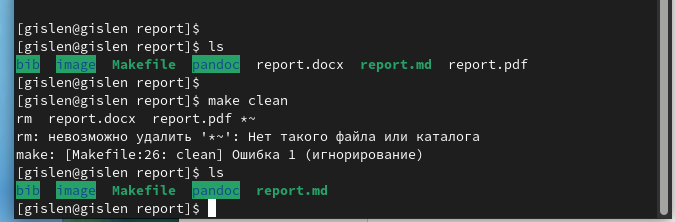 [gislen@gislen report]$
[gislen@gislen report]$ ls
bib  image  Makefile  pandoc  report.docx  report.md  report.pdf
[gislen@gislen report]$
[gislen@gislen report]$ make clean
rm  report.docx  report.pdf *~
rm: невозможно удалить '*~': Нет такого файла или каталога
make: [Makefile:26: clean] Ошибка 1 (игнорирование)
[gislen@gislen report]$ ls
bib  image  Makefile  pandoc  report.md
[gislen@gislen report]$